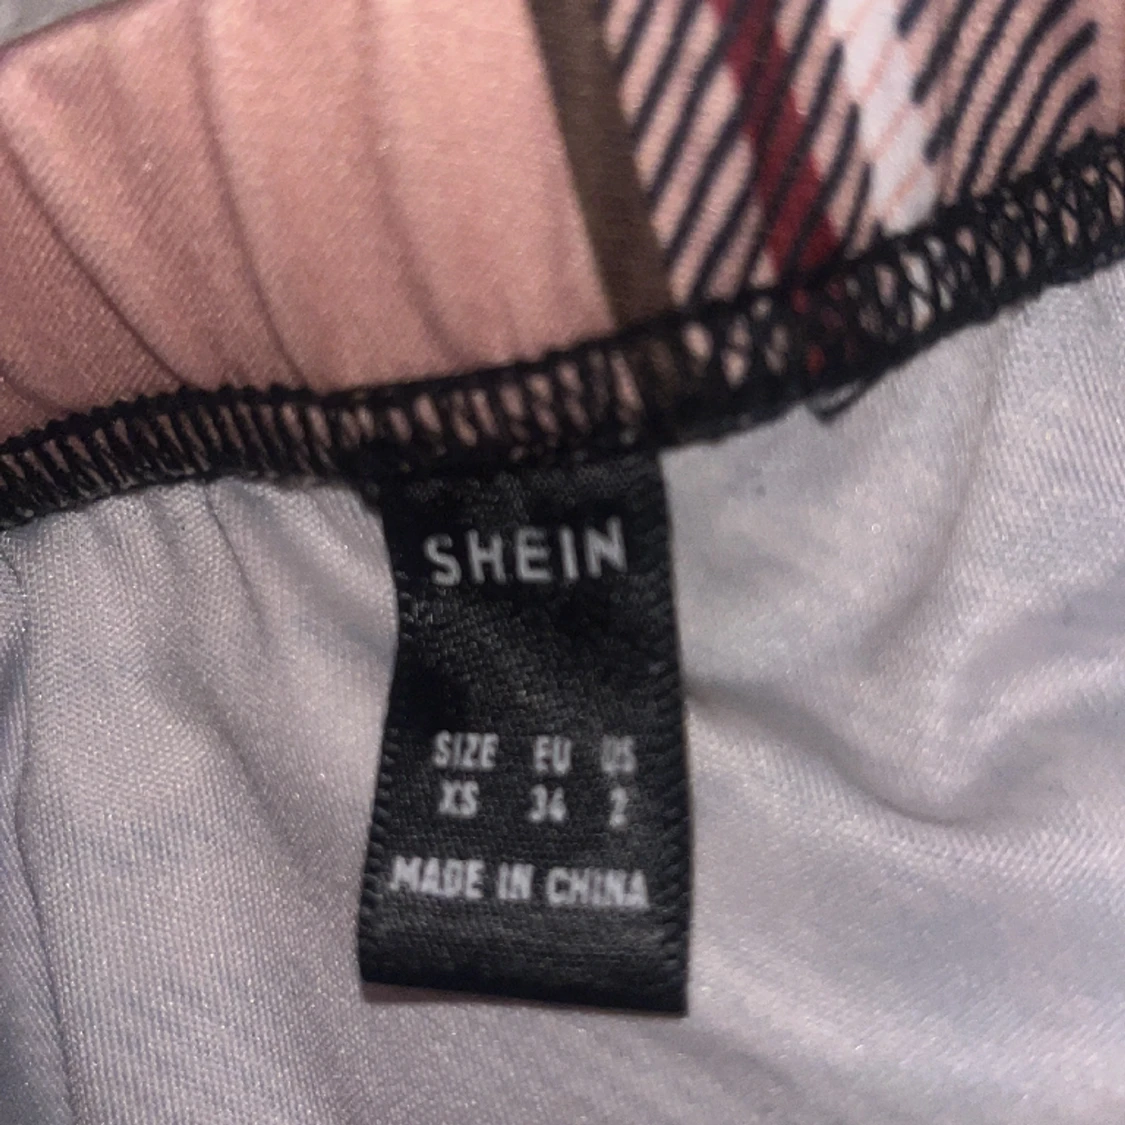 SHEIN
SIZE EU US
XS 34 2
MADE IN CHINA